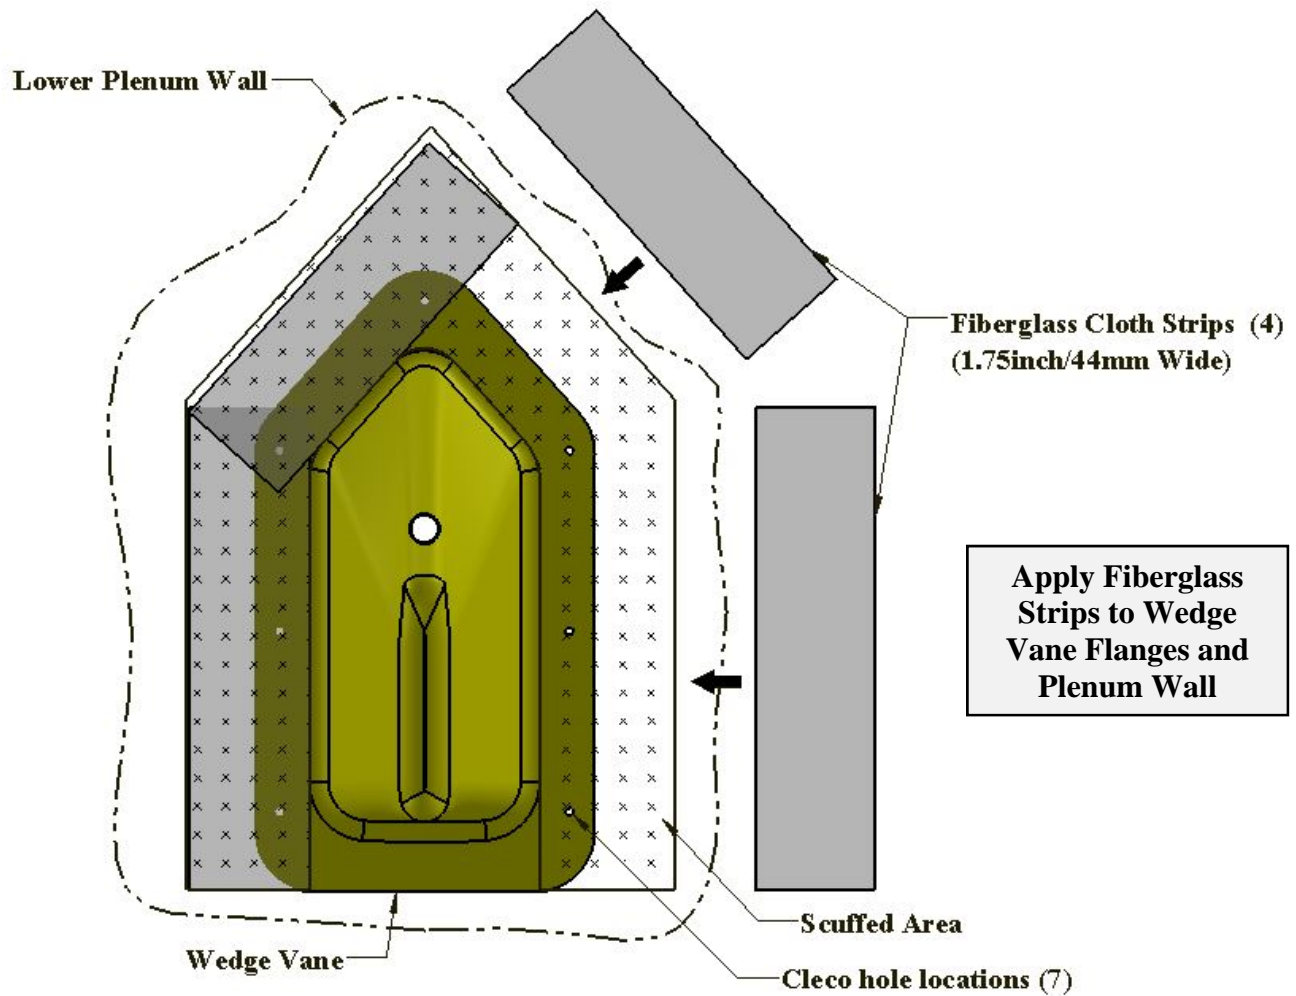 Lower Plenum Wall
Fiberglass Cloth Strips (4)
(1.75inch/44mm Wide)
Apply Fiberglass
Strips to Wedge
Vane Flanges and
Plenum Wall
Scuffed Area
Wedge Vane
Cleco hole locations (7)